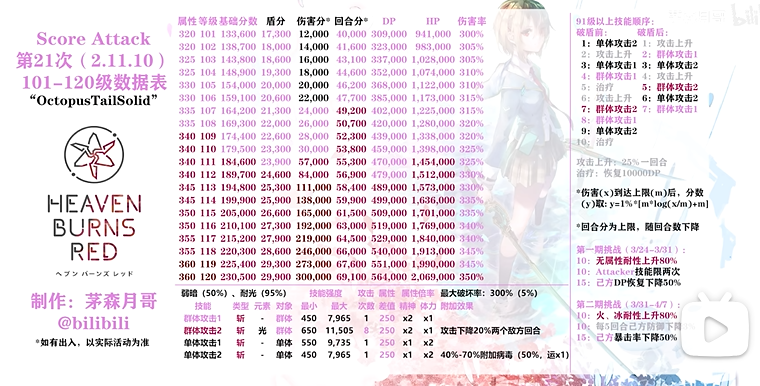 Score Attack
第21次（2.11.10）
101-120级数据表
“OctopusTailSolid”
HEAVEN
BURNS
RED
ヘブン バーンズ レッド
制作：茅森月哥
@bilibili
*如有出入，以实际活动为准
属性 等级 基础分数 盾分 伤害分* 回合分* DP HP 伤害率
320 101 133,600 17,300 12,000 40,000 309,000 941,000 300%
320 102 138,700 18,000 14,000 41,600 323,000 983,000 305%
325 103 143,800 18,600 16,000 43,100 337,000 1,028,000 305%
325 104 148,900 19,300 18,000 44,600 352,000 1,074,000 310%
330 105 154,000 20,000 20,000 46,200 368,000 1,122,000 310%
330 106 159,100 20,600 22,000 47,700 385,000 1,173,000 315%
335 107 164,200 21,300 24,000 49,200 402,000 1,225,000 315%
335 108 169,300 22,000 26,000 50,700 420,000 1,280,000 320%
340 109 174,400 22,600 28,000 52,300 439,000 1,338,000 320%
340 110 179,500 23,300 30,000 53,800 459,000 1,398,000 325%
340 111 184,600 23,900 57,000 55,300 470,000 1,454,000 325%
340 112 189,700 24,600 84,000 56,900 479,000 1,512,000 330%
345 113 194,800 25,300 111,000 58,400 489,000 1,573,000 330%
345 114 199,900 25,900 138,000 59,900 499,000 1,636,000 335%
350 115 205,000 26,600 165,000 61,500 509,000 1,701,000 335%
350 116 210,100 27,300 192,000 63,000 519,000 1,769,000 340%
355 117 215,200 27,900 219,000 64,500 529,000 1,840,000 340%
355 118 220,300 28,600 246,000 66,000 540,000 1,913,000 345%
360 119 225,400 29,300 273,000 67,600 551,000 1,990,000 345%
360 120 230,500 29,900 300,000 69,100 564,000 2,069,000 350%
弱暗（50%）、耐光（95%） 技能强度 攻击 属性 属性倍率 最大破坏率：300%（5%）
技能 类型 元素 对象 最小 最大 次数 差值 精神 体力 附加效果
群体攻击1 斩 - 群体 450 7,965 1 250 x2 x1
群体攻击2 斩 光 群体 650 11,505 8 250 x2 x1 攻击下降20%两个敌方回合
单体攻击1 斩 - 单体 550 9,735 1 250 x1 x2
单体攻击2 斩 - 单体 450 7,965 1 250 x1 x2 40%-70%附加病毒（50%，运x1）
91级以上技能顺序：
破盾前： 破盾后：
1：单体攻击2 1：攻击上升
2：攻击上升 2：群体攻击1
3：单体攻击1 3：单体攻击2
4：群体攻击1 4：攻击上升
5：治疗 5：群体攻击2
6：攻击上升 6：单体攻击2
7：群体攻击2 7：群体攻击1
8：群体攻击1
9：单体攻击2
10：治疗
攻击上升：25%一回合
治疗：恢复10000DP
*伤害(x)到达上限(m)后，分数
(y)取: y=1%*[m*log(x/m)+m]
*回合分为上限，随回合数下降
第一期挑战（3/24-3/31）：
10：无属性耐性上升80%
10：Attacker技能限两次
15：己方DP恢复下降50%
第二期挑战（3/31-4/7）：
10：火、冰耐性上升80%
10：每5回合己方防御下降
15：己方暴击率下降50%